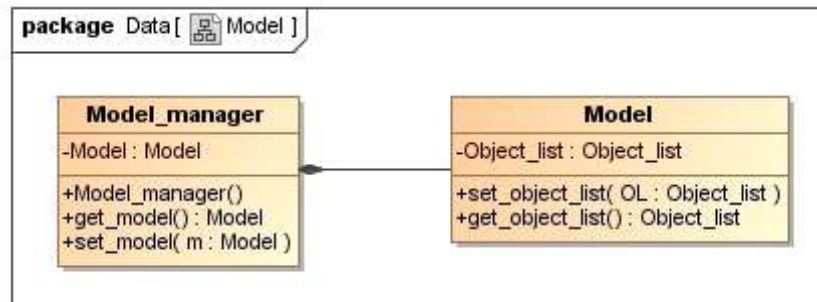 package Data [ Model ]
Model_manager
-Model : Model
+Model_manager()
+get_model() : Model
+set_model( m : Model )
Model
-Object_list : Object_list
+set_object_list( OL : Object_list )
+get_object_list() : Object_list